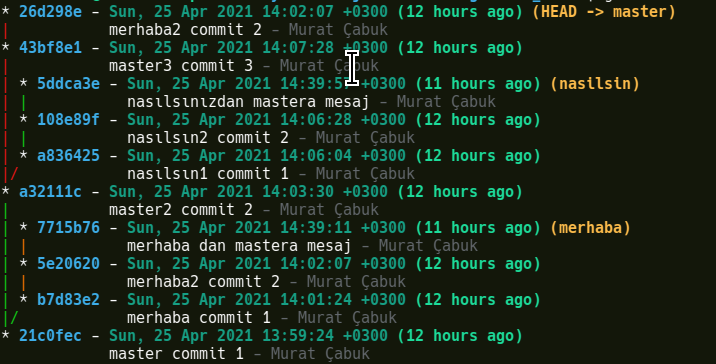 * 26d298e - Sun, 25 Apr 2021 14:02:07 +0300 (12 hours ago) (HEAD -> master)
|           merhaba2 commit 2 - Murat Çabuk
* 43bf8e1 - Sun, 25 Apr 2021 14:07:28 +0300 (12 hours ago)
|           master3 commit 3 - Murat Çabuk
| * 5ddca3e - Sun, 25 Apr 2021 14:39:5 +0300 (11 hours ago) (nasilsin)
| |           nasılsınızdan mastera mesaj - Murat Çabuk
| * 108e89f - Sun, 25 Apr 2021 14:06:28 +0300 (12 hours ago)
| |           nasılsın2 commit 2 - Murat Çabuk
| * a836425 - Sun, 25 Apr 2021 14:06:04 +0300 (12 hours ago)
|/            nasılsın1 commit 1 - Murat Çabuk
* a32111c - Sun, 25 Apr 2021 14:03:30 +0300 (12 hours ago)
|           master2 commit 2 - Murat Çabuk
| * 7715b76 - Sun, 25 Apr 2021 14:39:11 +0300 (11 hours ago) (merhaba)
| |           merhaba dan mastera mesaj - Murat Çabuk
| * 5e20620 - Sun, 25 Apr 2021 14:02:07 +0300 (12 hours ago)
| |           merhaba2 commit 2 - Murat Çabuk
| * b7d83e2 - Sun, 25 Apr 2021 14:01:24 +0300 (12 hours ago)
|/            merhaba commit 1 - Murat Çabuk
* 21c0fec - Sun, 25 Apr 2021 13:59:24 +0300 (12 hours ago)
            master commit 1 - Murat Çabuk